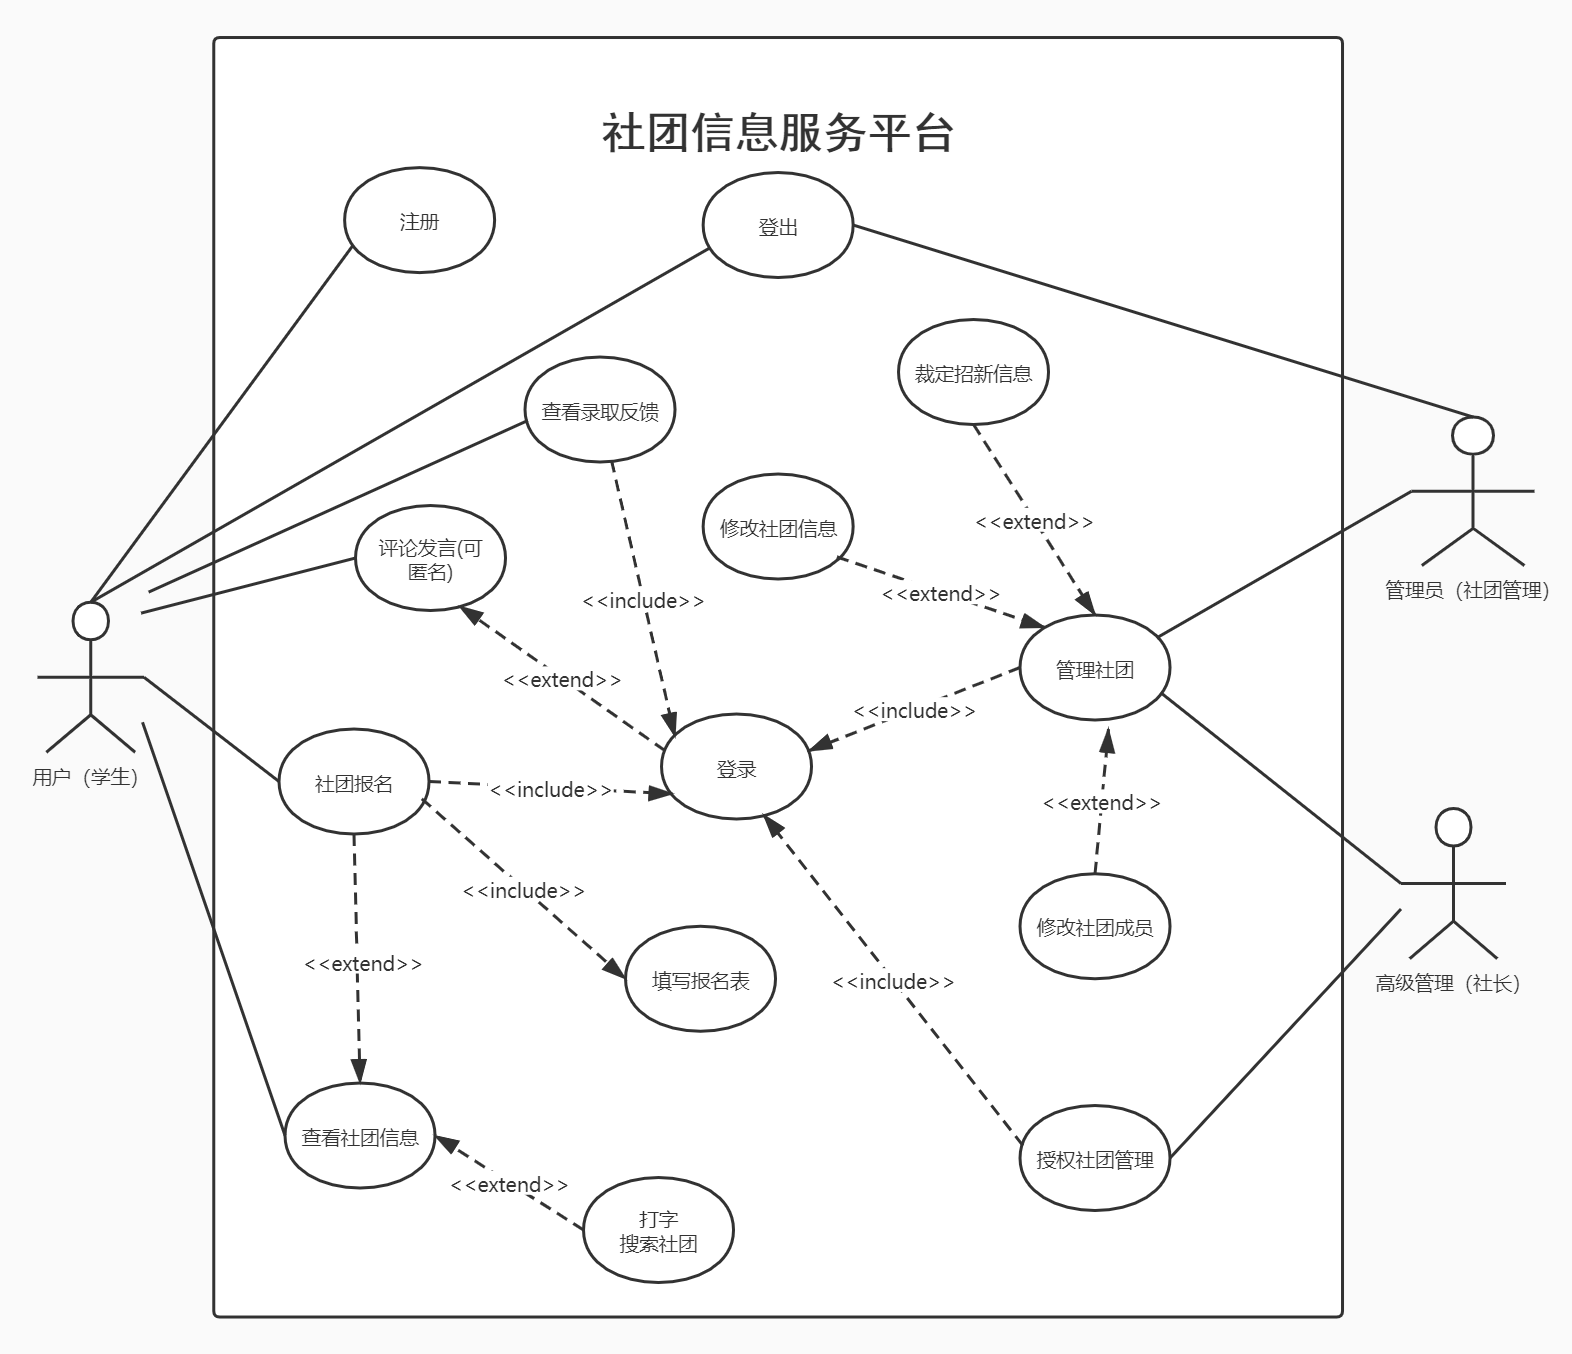 社团信息服务平台
注册
登出
裁定招新信息
查看录取反馈
<<extend>>
修改社团信息
评论发言(可
匿名)
管理员（社团管理）
<<extend>>
<<include>>
管理社团
<<extend>>
<<include>>
用户（学生）
社团报名
<<include>>
登录
<<extend>>
<<include>>
修改社团成员
<<extend>>
填写报名表
<<include>>
高级管理（社长）
查看社团信息
授权社团管理
<<extend>>
打字
搜索社团